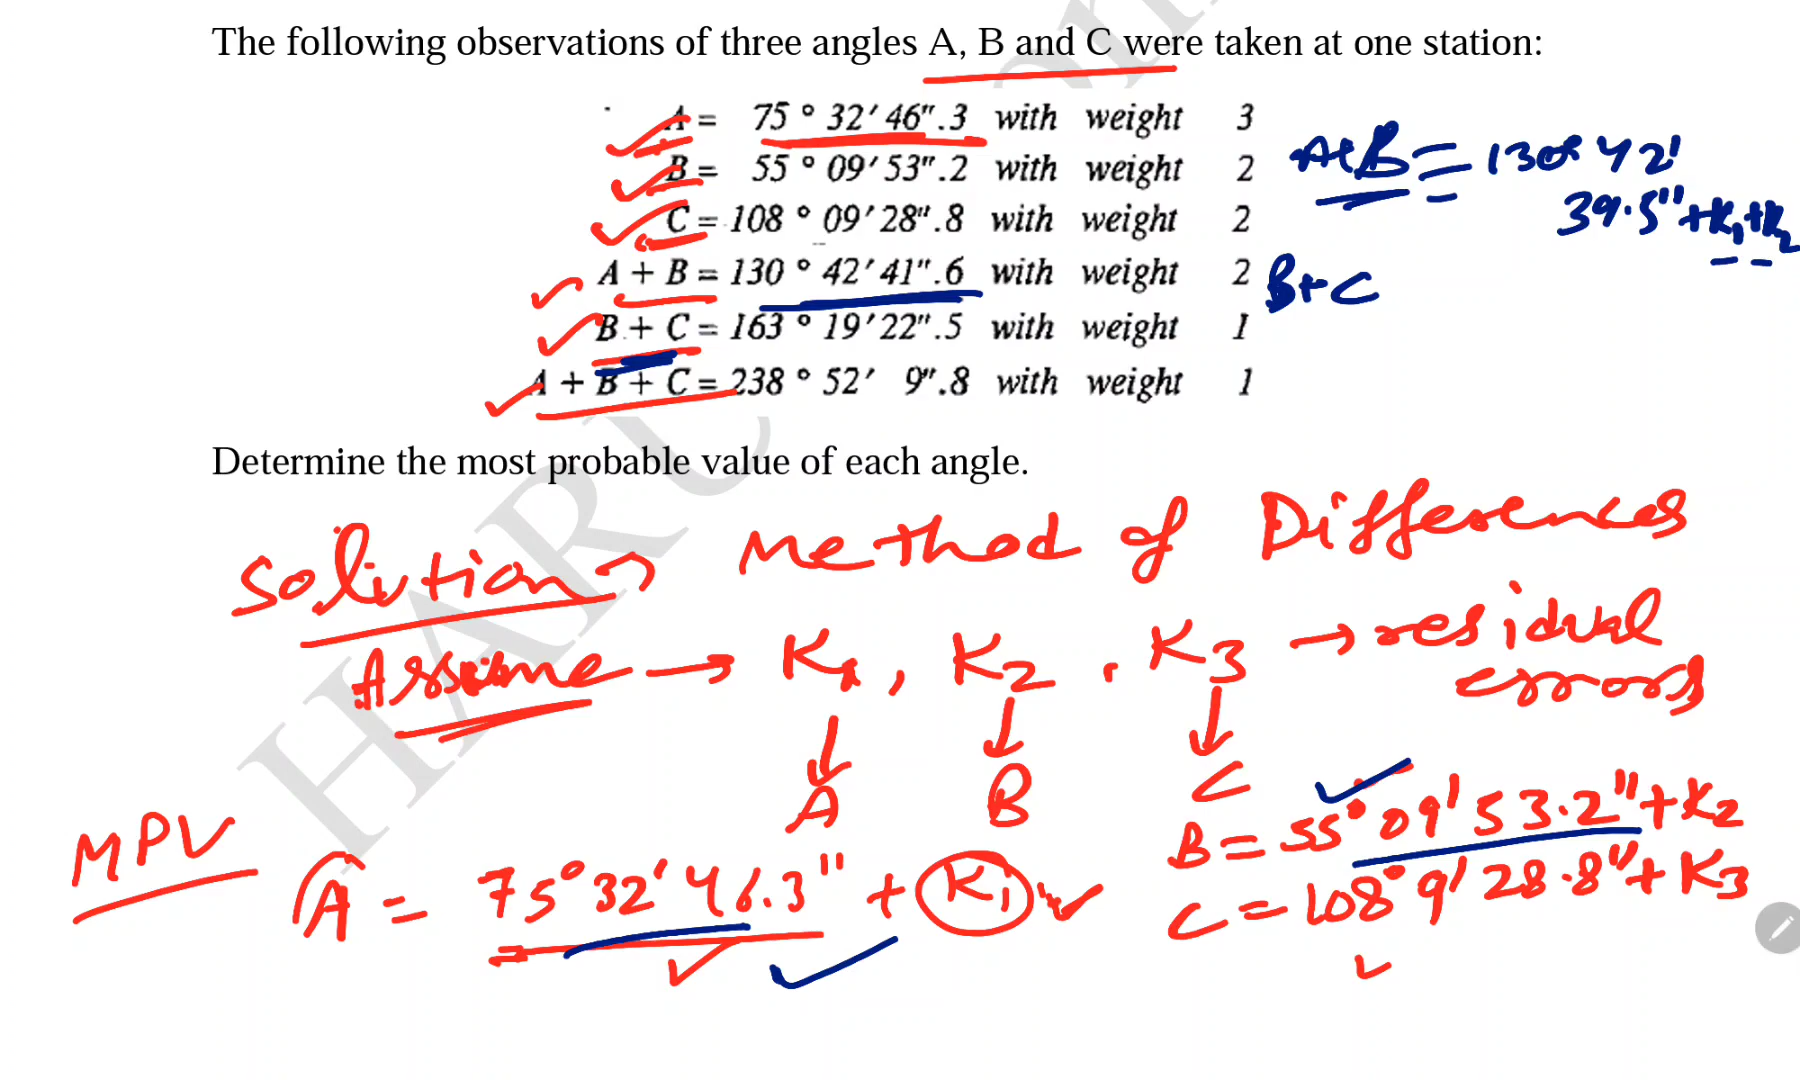 The following observations of three angles A, B and C were taken at one station:
A = 75 ° 32′ 46″.3 with weight 3
B = 55 ° 09′ 53″.2 with weight 2
C = 108 ° 09′ 28″.8 with weight 2
A + B = 130 ° 42′ 41″.6 with weight 2
B + C = 163 ° 19′ 22″.5 with weight 1
A + B + C = 238 ° 52′ 9″.8 with weight 1
A+B = 130° 42'
39.5"+K1+K2
B+C
Determine the most probable value of each angle.
Solution → Method of Differences
Assume → K1, K2, K3 → residual errors
A B C
MPV
A = 75° 32' 46.3" + K1
B = 55° 09' 53.2" + K2
C = 108° 9' 28.8" + K3